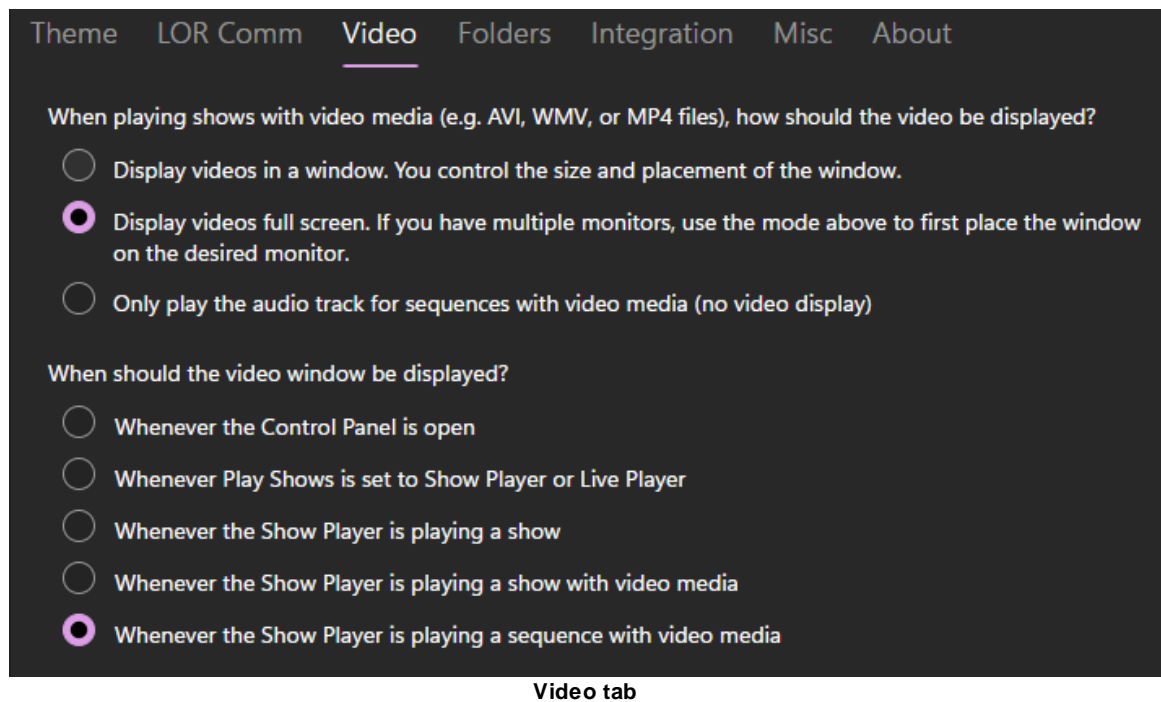 Theme LOR Comm Video Folders Integration Misc About
When playing shows with video media (e.g. AVI, WMV, or MP4 files), how should the video be displayed?
Display videos in a window. You control the size and placement of the window.
Display videos full screen. If you have multiple monitors, use the mode above to first place the window
on the desired monitor.
Only play the audio track for sequences with video media (no video display)
When should the video window be displayed?
Whenever the Control Panel is open
Whenever Play Shows is set to Show Player or Live Player
Whenever the Show Player is playing a show
Whenever the Show Player is playing a show with video media
Whenever the Show Player is playing a sequence with video media
Video tab